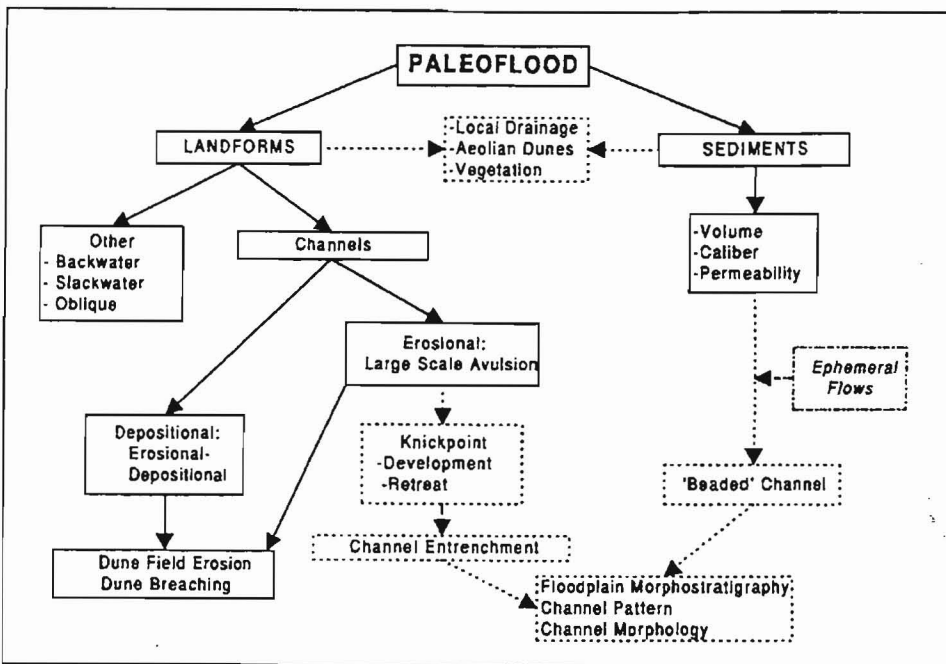 PALEOFLOOD
LANDFORMS
-Local Drainage
-Aeolian Dunes
-Vegetation
SEDIMENTS
Other
- Backwater
- Slackwater
- Oblique
Channels
-Volume
-Caliber
-Permeability
Erosional:
Large Scale Avulsion
Ephemeral
Flows
Depositional:
Erosional-
Depositional
Knickpoint
-Development
-Retreat
'Beaded' Channel
Dune Field Erosion
Dune Breaching
Channel Entrenchment
Floodplain Morphostratigraphy
Channel Pattern
Channel Morphology